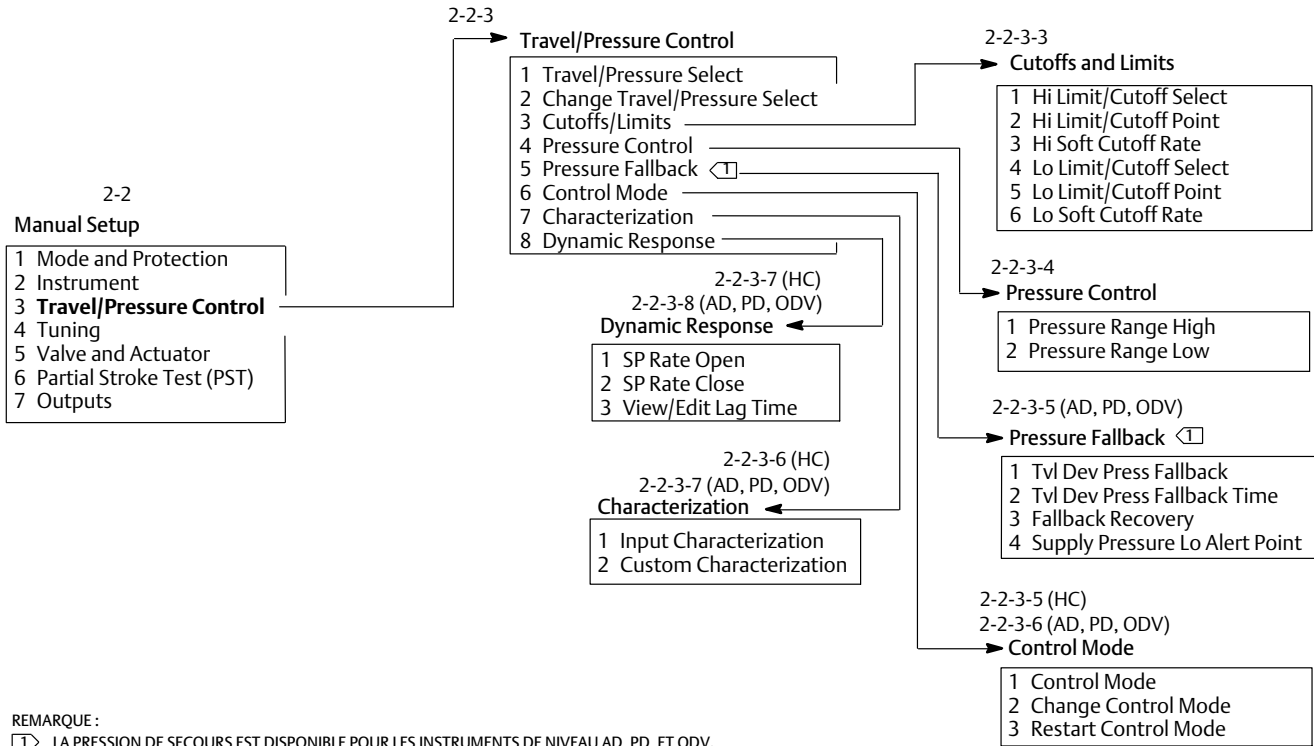 2-2
Manual Setup
1 Mode and Protection
2 Instrument
3 Travel/Pressure Control
4 Tuning
5 Valve and Actuator
6 Partial Stroke Test (PST)
7 Outputs
2-2-3
Travel/Pressure Control
1 Travel/Pressure Select
2 Change Travel/Pressure Select
3 Cutoffs/Limits
4 Pressure Control
5 Pressure Fallback 1
6 Control Mode
7 Characterization
8 Dynamic Response
2-2-3-7 (HC)
2-2-3-8 (AD, PD, ODV)
Dynamic Response
1 SP Rate Open
2 SP Rate Close
3 View/Edit Lag Time
2-2-3-6 (HC)
2-2-3-7 (AD, PD, ODV)
Characterization
1 Input Characterization
2 Custom Characterization
2-2-3-3
Cutoffs and Limits
1 Hi Limit/Cutoff Select
2 Hi Limit/Cutoff Point
3 Hi Soft Cutoff Rate
4 Lo Limit/Cutoff Select
5 Lo Limit/Cutoff Point
6 Lo Soft Cutoff Rate
2-2-3-4
Pressure Control
1 Pressure Range High
2 Pressure Range Low
2-2-3-5 (AD, PD, ODV)
Pressure Fallback 1
1 Tvl Dev Press Fallback
2 Tvl Dev Press Fallback Time
3 Fallback Recovery
4 Supply Pressure Lo Alert Point
2-2-3-5 (HC)
2-2-3-6 (AD, PD, ODV)
Control Mode
1 Control Mode
2 Change Control Mode
3 Restart Control Mode
REMARQUE :
1 LA PRESSION DE SECOURS EST DISPONIBLE POUR LES INSTRUMENTS DE NIVEAU AD, PD, ET ODV.